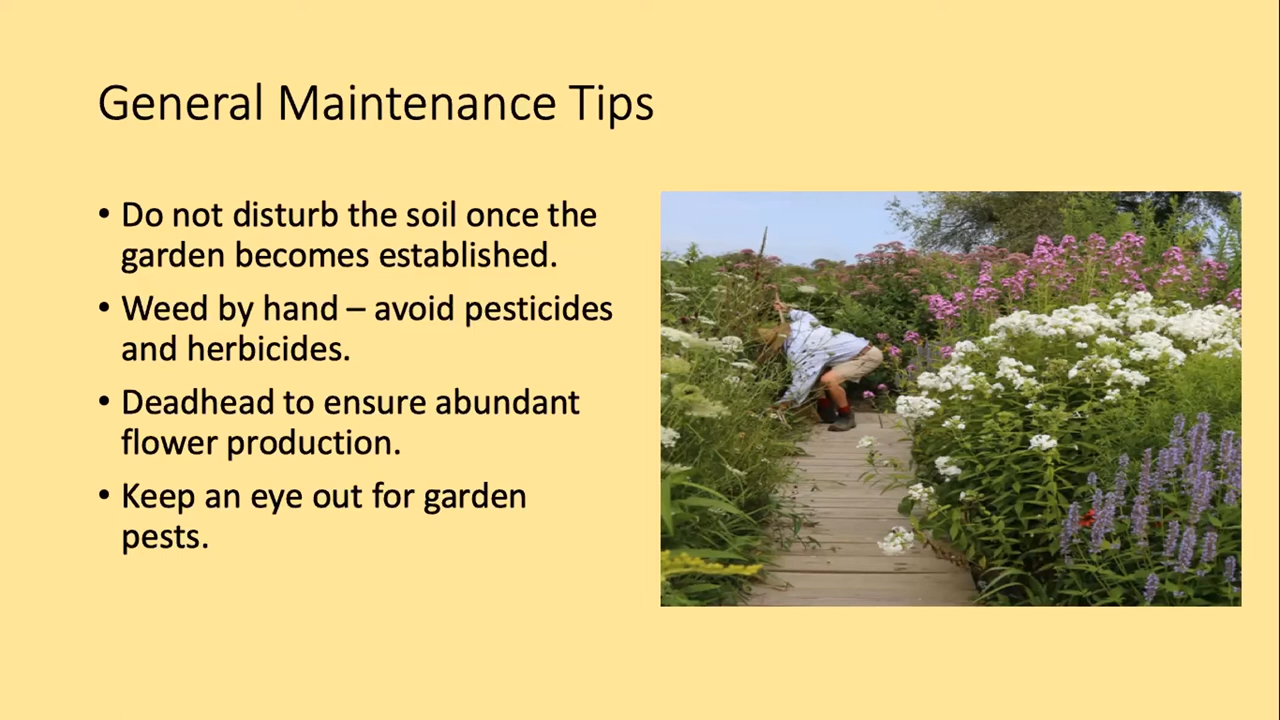 General Maintenance Tips
• Do not disturb the soil once the
garden becomes established.
• Weed by hand – avoid pesticides
and herbicides.
• Deadhead to ensure abundant
flower production.
• Keep an eye out for garden
pests.